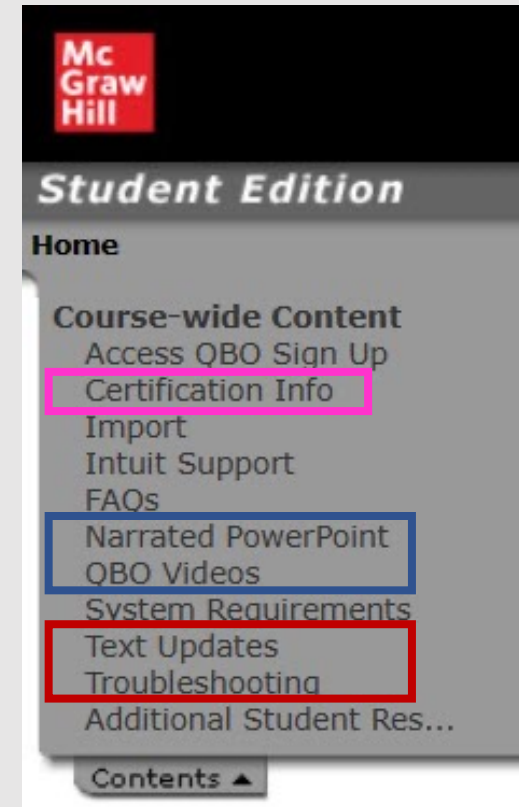 Mc
Graw
Hill
Student Edition
Home
Course-wide Content
Access QBO Sign Up
Certification Info
Import
Intuit Support
FAQs
Narrated PowerPoint
QBO Videos
System Requirements
Text Updates
Troubleshooting
Additional Student Res...
Contents ▲